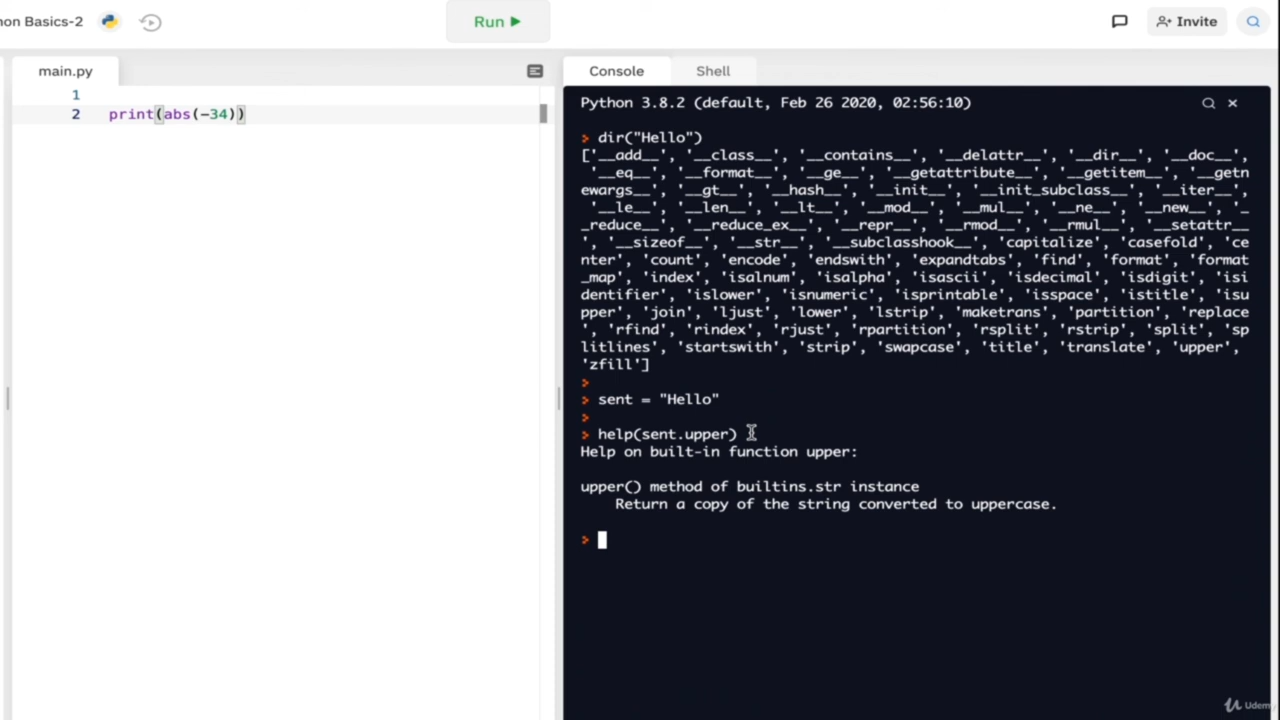 non Basics-2
Run
Invite
main.py
Console
Shell
1
2 print(abs(-34))
Python 3.8.2 (default, Feb 26 2020, 02:56:10)
> dir("Hello")
['__add__', '__class__', '__contains__', '__delattr__', '__dir__', '__doc__',
'__eq__', '__format__', '__ge__', '__getattribute__', '__getitem__', '__getn
ewargs__', '__gt__', '__hash__', '__init__', '__init_subclass__', '__iter__',
'__le__', '__len__', '__lt__', '__mod__', '__mul__', '__ne__', '__new__', '_
_reduce__', '__reduce_ex__', '__repr__', '__rmod__', '__rmul__', '__setattr__
', '__sizeof__', '__str__', '__subclasshook__', 'capitalize', 'casefold', 'ce
nter', 'count', 'encode', 'endswith', 'expandtabs', 'find', 'format', 'format
_map', 'index', 'isalnum', 'isalpha', 'isascii', 'isdecimal', 'isdigit', 'isi
dentifier', 'islower', 'isnumeric', 'isprintable', 'isspace', 'istitle', 'isu
pper', 'join', 'ljust', 'lower', 'lstrip', 'maketrans', 'partition', 'replace
', 'rfind', 'rindex', 'rjust', 'rpartition', 'rsplit', 'rstrip', 'split', 'sp
litlines', 'startswith', 'strip', 'swapcase', 'title', 'translate', 'upper',
'zfill']
>
> sent = "Hello"
>
> help(sent.upper)
Help on built-in function upper:
upper() method of builtins.str instance
Return a copy of the string converted to uppercase.
>
Udemy